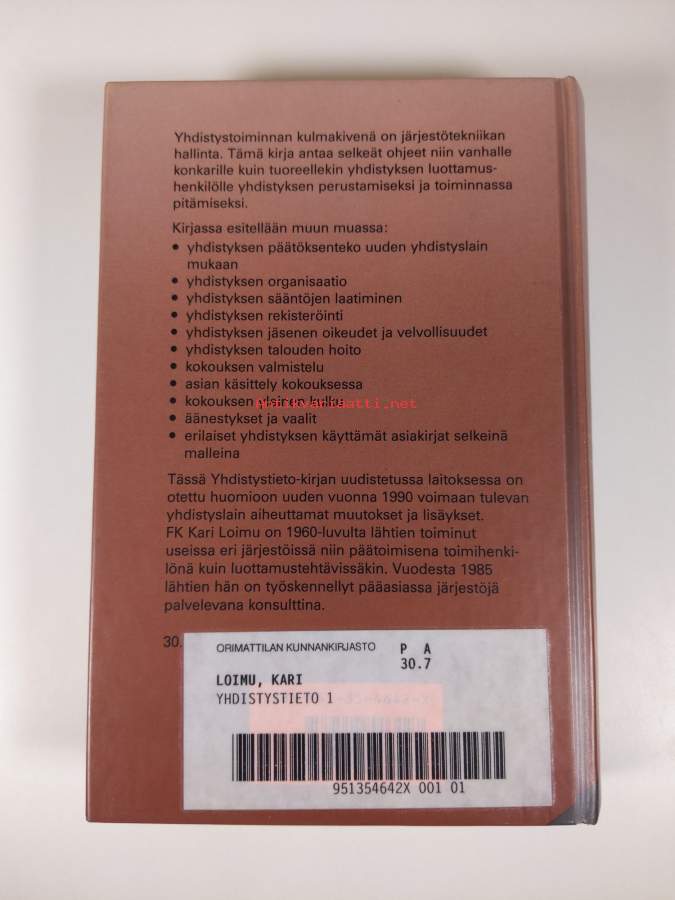 Yhdistystoiminnan kulmakivenä on järjestötekniikan
hallinta. Tämä kirja antaa selkeät ohjeet niin vanhalle
konkarille kuin tuoreellekin yhdistyksen luottamus-
henkilölle yhdistyksen perustamiseksi ja toiminnassa
pitämiseksi.
Kirjassa esitellään muun muassa:
• yhdistyksen päätöksenteko uuden yhdistyslain
mukaan
• yhdistyksen organisaatio
• yhdistyksen sääntöjen laatiminen
• yhdistyksen rekisteröinti
• yhdistyksen jäsenen oikeudet ja velvollisuudet
• yhdistyksen talouden hoito
• kokouksen valmistelu
• asian käsittely kokouksessa
• kokouksen yleinen kulku
Antikvariaatti.net
• äänestykset ja vaalit
• erilaiset yhdistyksen käyttämät asiakirjat selkeinä
malleina
Tässä Yhdistystieto-kirjan uudistetussa laitoksessa on
otettu huomioon uuden vuonna 1990 voimaan tulevan
yhdistyslain aiheuttamat muutokset ja lisäykset.
FK Kari Loimu on 1960-luvulta lähtien toiminut
useissa eri järjestöissä niin päätoimisena toimihenki-
lönä kuin luottamustehtävissäkin. Vuodesta 1985
lähtien hän on työskennellyt pääasiassa järjestöjä
palvelevana konsulttina.
30.
ORIMATTILAN KUNNANKIRJASTO P A
30.7
LOIMU, KARI
YHDISTYSTIETO 1
951354642X 001 01